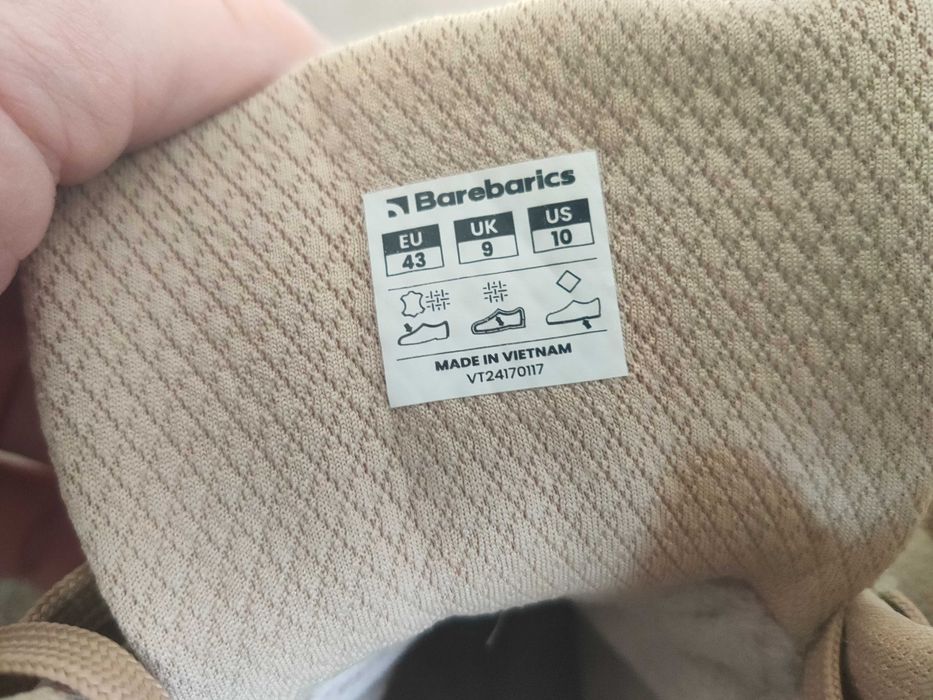 Barebarics
EU UK US
43 9 10
MADE IN VIETNAM
VT24170117